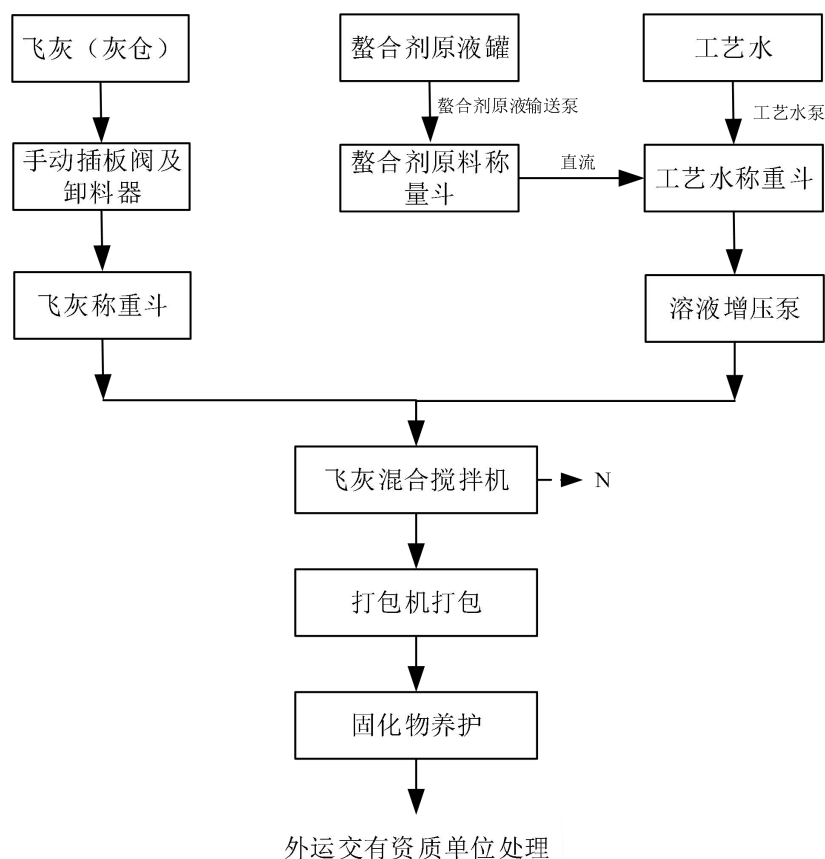 飞灰（灰仓）
螯合剂原液罐
工艺水
螯合剂原液输送泵
工艺水泵
手动插板阀及
卸料器
螯合剂原料称
量斗
直流
工艺水称重斗
飞灰称重斗
溶液增压泵
飞灰混合搅拌机
N
打包机打包
固化物养护
外运交有资质单位处理